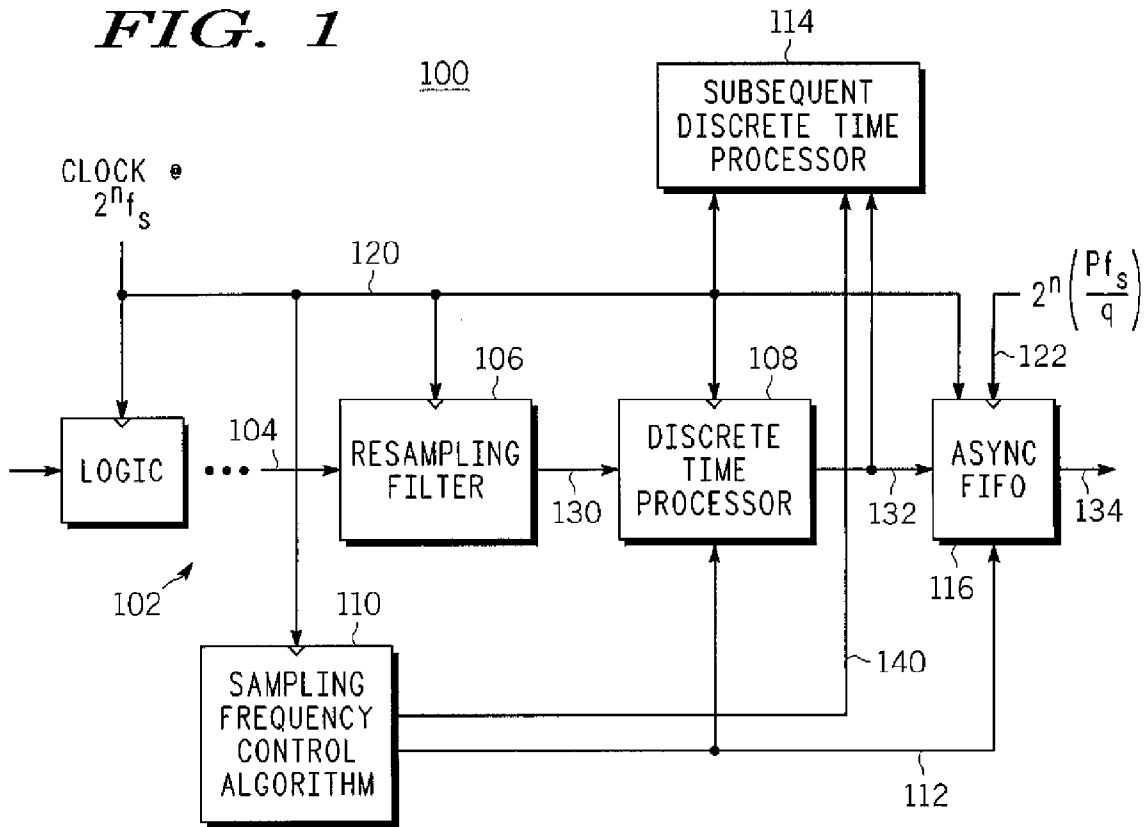 FIG. 1
100
114
SUBSEQUENT
DISCRETE TIME
PROCESSOR
CLOCK @
2ⁿfₛ
120
2ⁿ(Pfₛ/q)
122
106
108
LOGIC
104
RESAMPLING
FILTER
130
DISCRETE
TIME
PROCESSOR
132
ASYNC
FIFO
134
116
102
110
140
SAMPLING
FREQUENCY
CONTROL
ALGORITHM
112